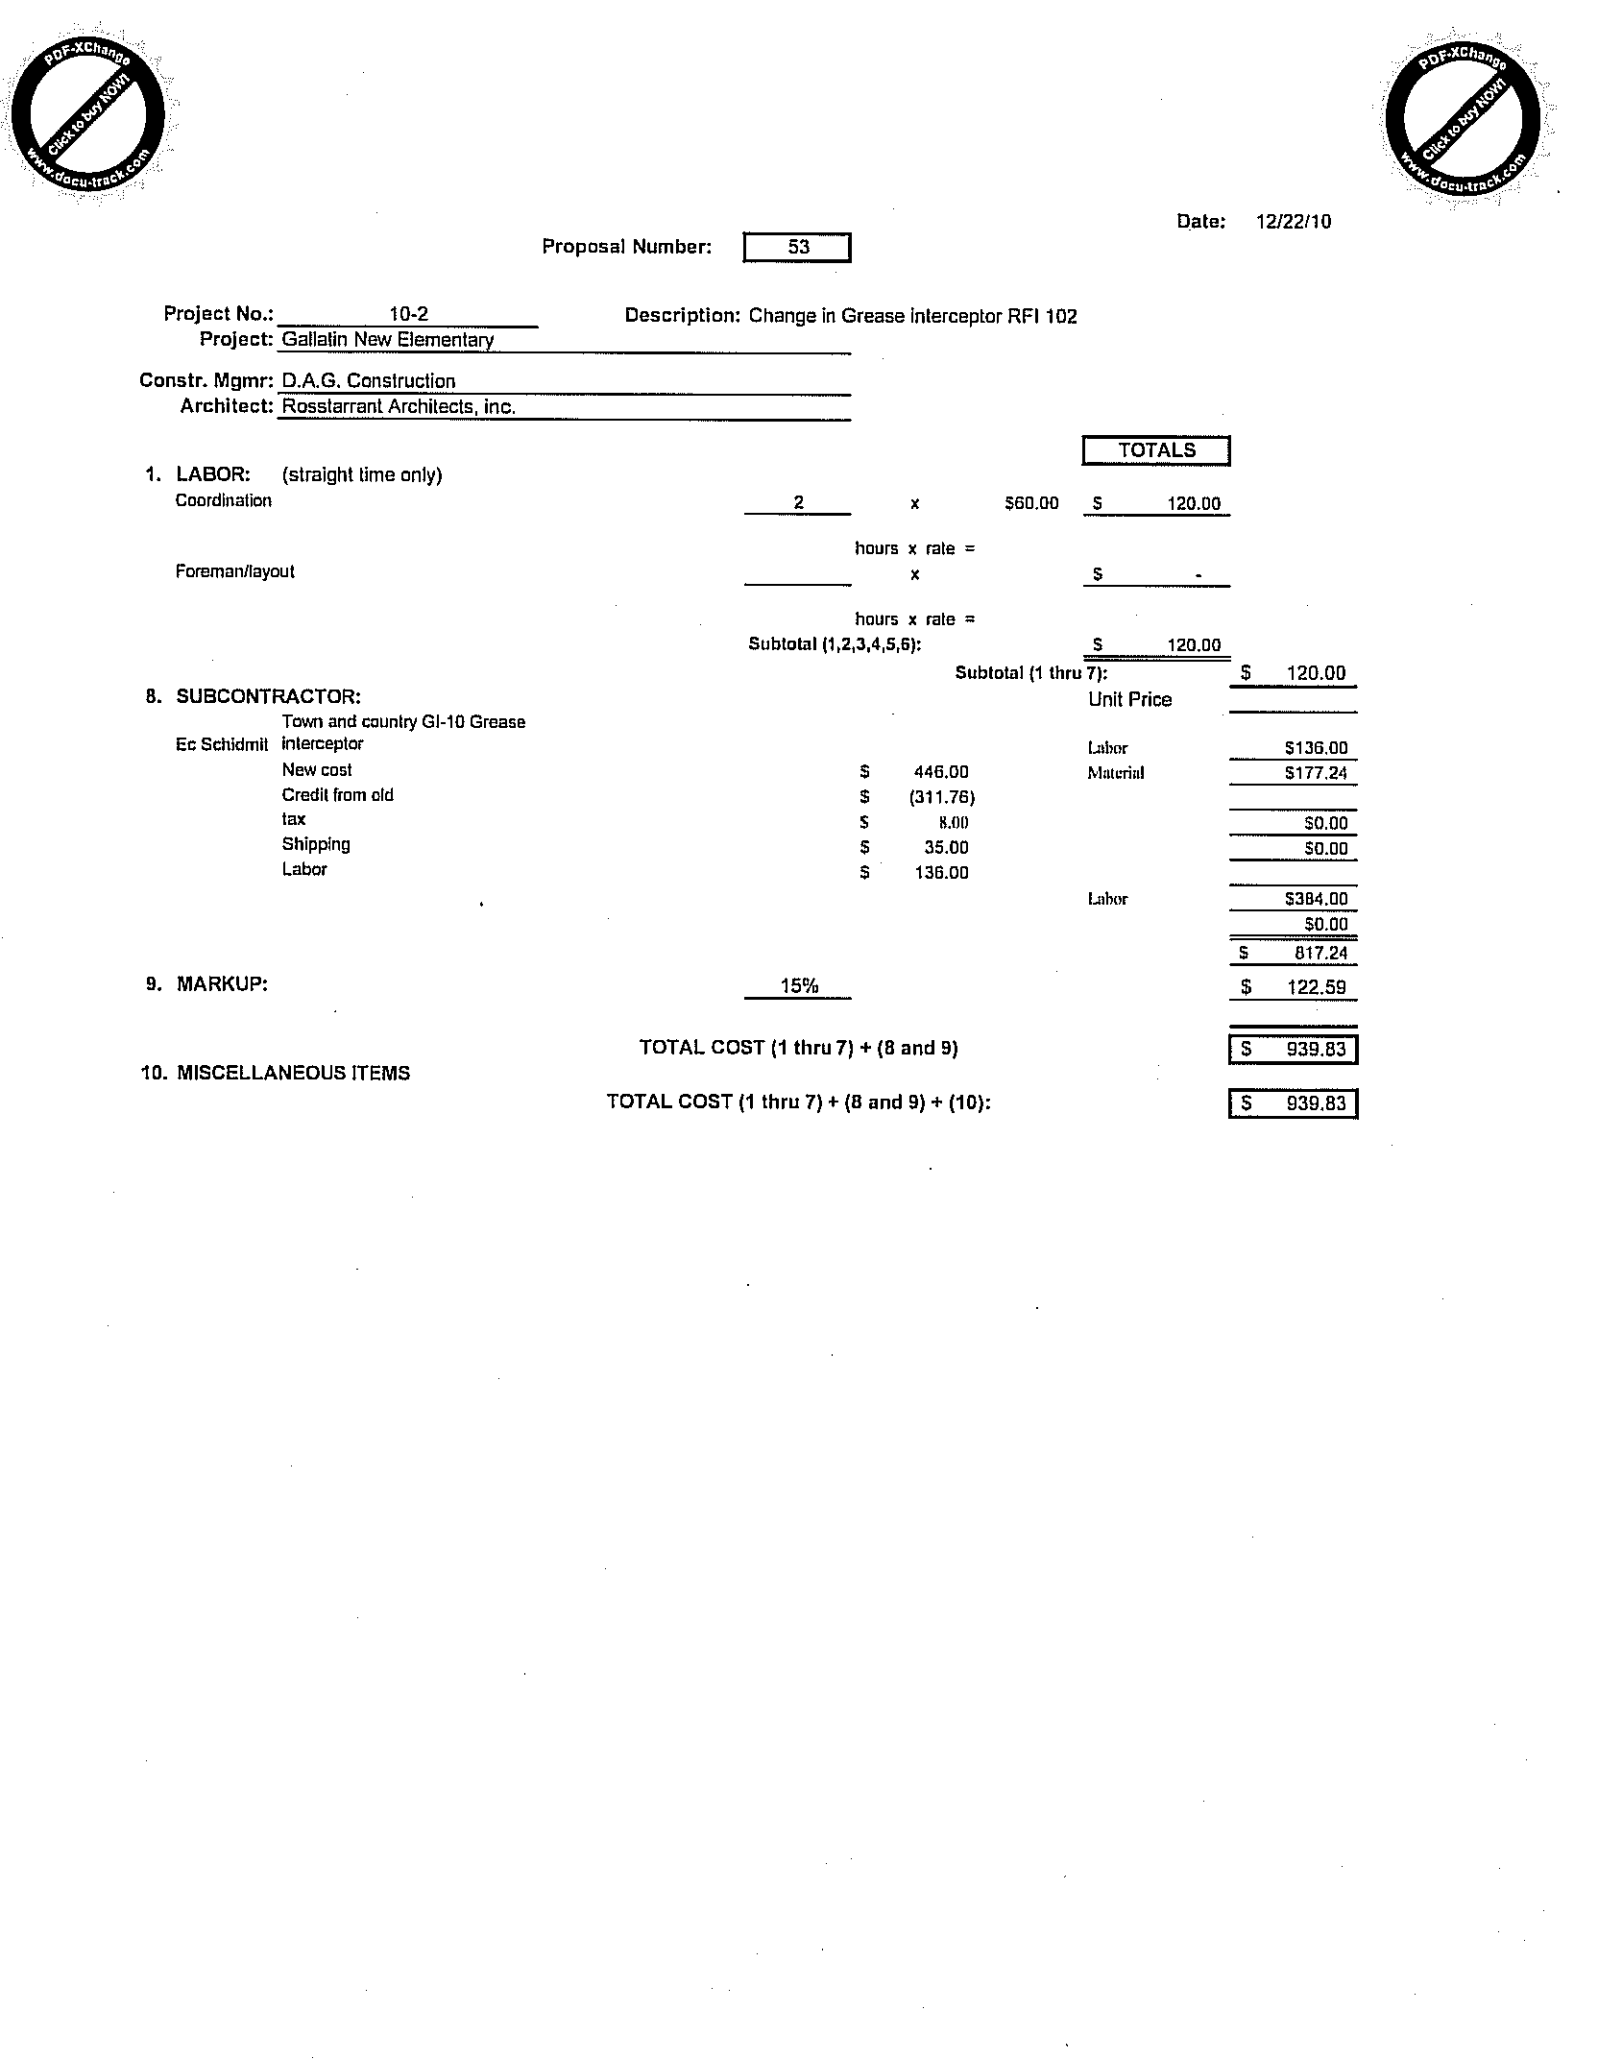 PDF-XChange
Click to buy NOW!
www.docu-track.com
PDF-XChange
Click to buy NOW!
www.docu-track.com
Date: 12/22/10
Proposal Number: 53
Project No.: 10-2 Description: Change in Grease interceptor RFI 102
Project: Gallatin New Elementary
Constr. Mgmr: D.A.G. Construction
Architect: Rosstarrant Architects, inc.
TOTALS
1. LABOR: (straight time only)
Coordination 2 x $60.00 $ 120.00
hours x rate =
Foreman/layout x $ -
hours x rate =
Subtotal (1,2,3,4,5,6): $ 120.00
Subtotal (1 thru 7): $ 120.00
8. SUBCONTRACTOR: Unit Price
Town and country GI-10 Grease
Ec Schidmil interceptor Labor $136.00
New cost $ 446.00 Material $177.24
Credit from old $ (311.76)
tax $ 8.00 $0.00
Shipping $ 35.00 $0.00
Labor $ 136.00
Labor $384.00
$0.00
$ 817.24
9. MARKUP: 15% $ 122.59
TOTAL COST (1 thru 7) + (8 and 9) $ 939.83
10. MISCELLANEOUS ITEMS
TOTAL COST (1 thru 7) + (8 and 9) + (10): $ 939.83